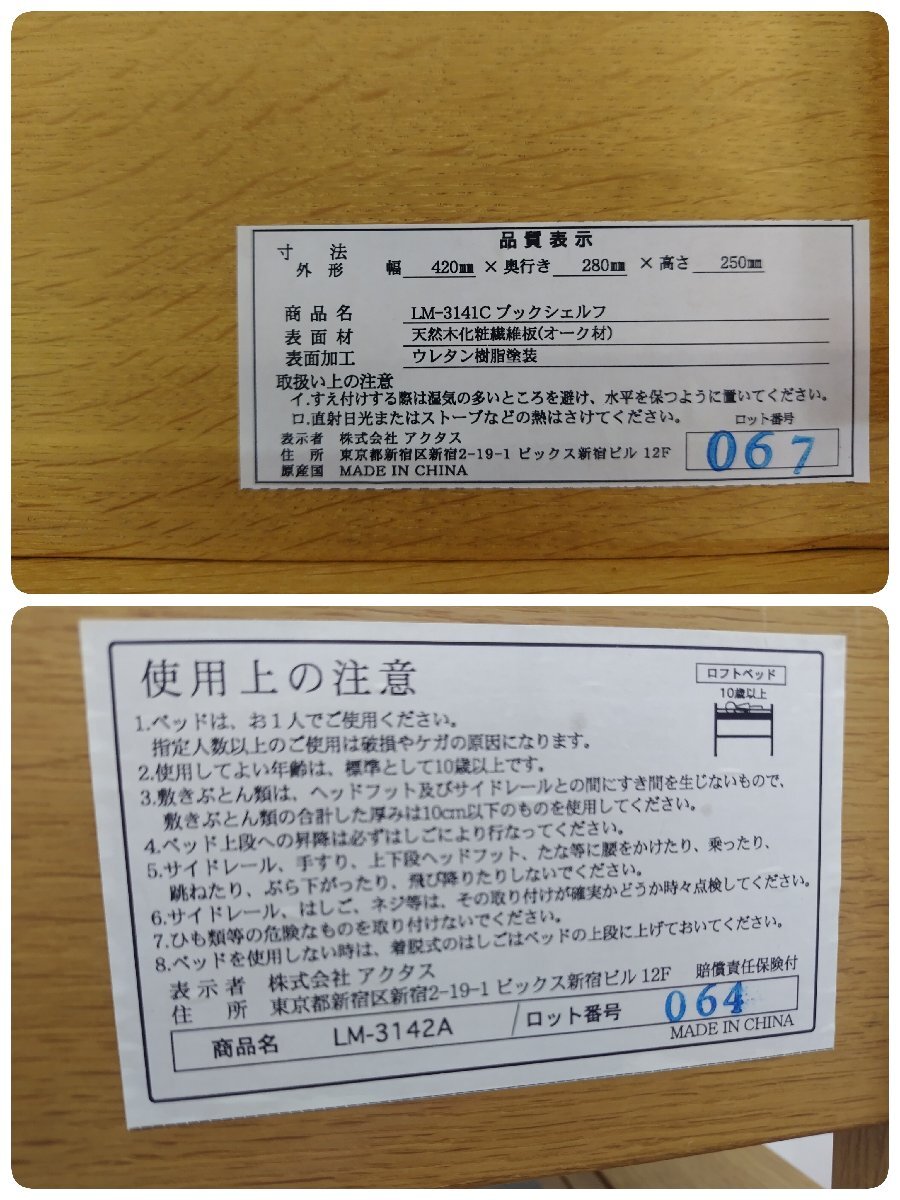 品質表示
寸法
外形 幅 420㎜ ×奥行き 280㎜ ×高さ 250㎜
商品名 LM-3141C ブックシェルフ
表面材 天然木化粧繊維板(オーク材)
表面加工 ウレタン樹脂塗装
取扱い上の注意
イ.すえ付けする際は湿気の多いところを避け、水平を保つように置いてください。
ロ.直射日光またはストーブなどの熱はさけてください。
ロット番号
表示者 株式会社 アクタス
住所 東京都新宿区新宿2-19-1 ビックス新宿ビル 12F
067
原産国 MADE IN CHINA
使用上の注意
ロフトベッド
10歳以上
1.ベッドは、お1人でご使用ください。
指定人数以上のご使用は破損やケガの原因になります。
2.使用してよい年齢は、標準として10歳以上です。
3.敷きぶとん類は、ヘッドフット及びサイドレールとの間にすき間を生じないもので、
敷きぶとん類の合計した厚みは10cm以下のものを使用してください。
4.ベッド上段への昇降は必ずはしごにより行なってください。
5.サイドレール、手すり、上下段ヘッドフット、たな等に腰をかけたり、乗ったり、
跳ねたり、ぶら下がったり、飛び降りたりしないでください。
6.サイドレール、はしご、ネジ等は、その取り付けが確実かどうか時々点検してください。
7.ひも類等の危険なものを取り付けないでください。
8.ベッドを使用しない時は、着脱式のはしごはベッドの上段に上げておいてください。
表示者 株式会社 アクタス
住所 東京都新宿区新宿2-19-1 ビックス新宿ビル 12F
賠償責任保険付
商品名 LM-3142A ロット番号 064
MADE IN CHINA